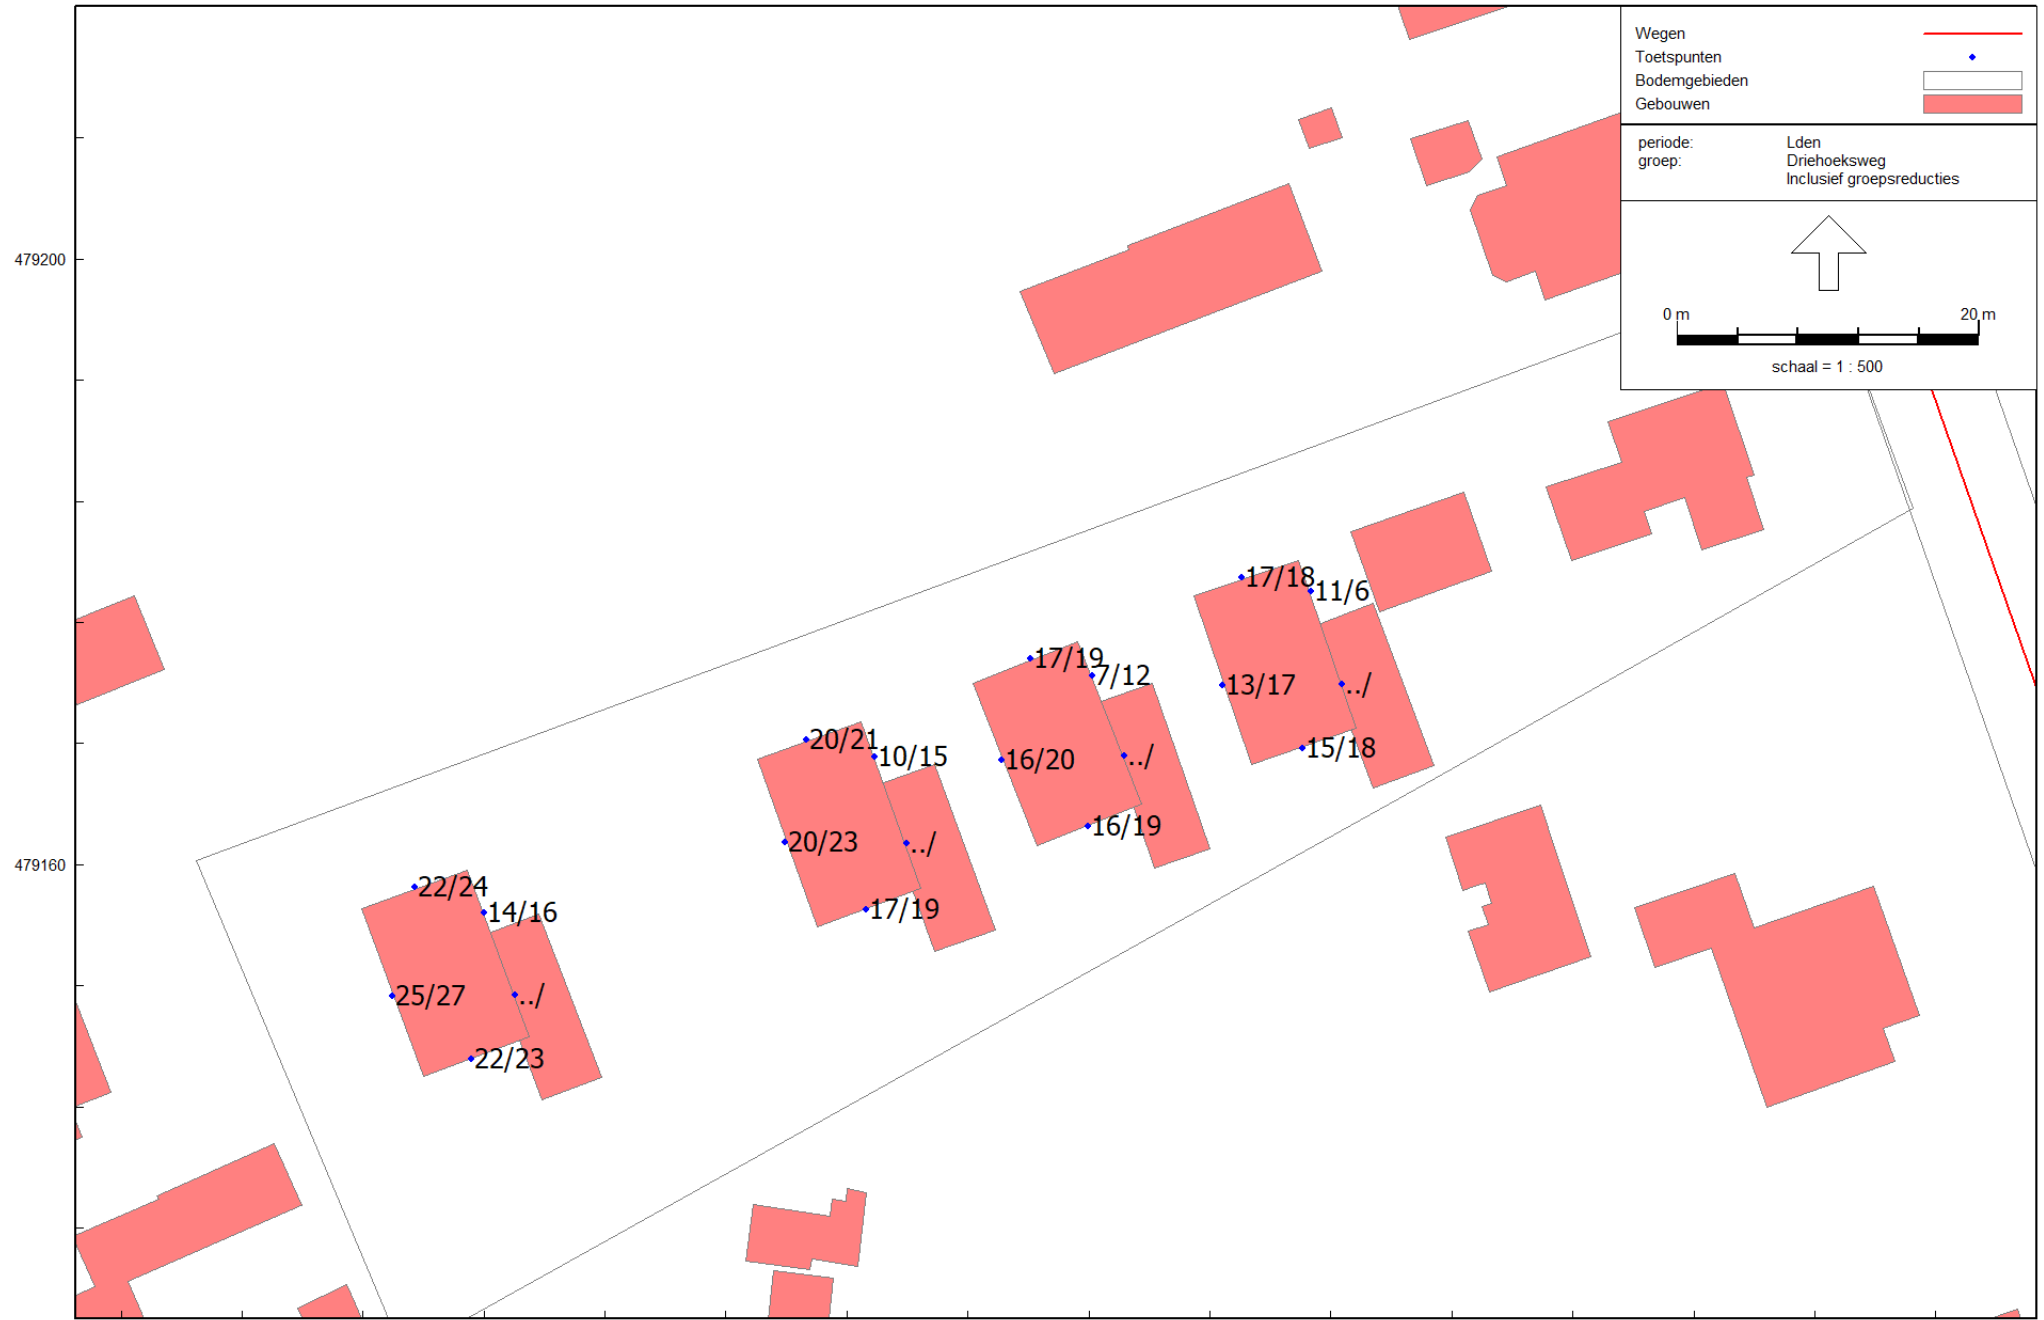 Wegen
Toetspunten
Bodemgebieden
Gebouwen
periode: Lden
groep: Driehoeksweg
Inclusief groepsreducties
0 m 20 m
schaal = 1 : 500
479200
479160
17/18
11/6
17/19
7/12
13/17
../
20/21
10/15
16/20
../
15/18
20/23
../
16/19
22/24
14/16
17/19
25/27
../
22/23